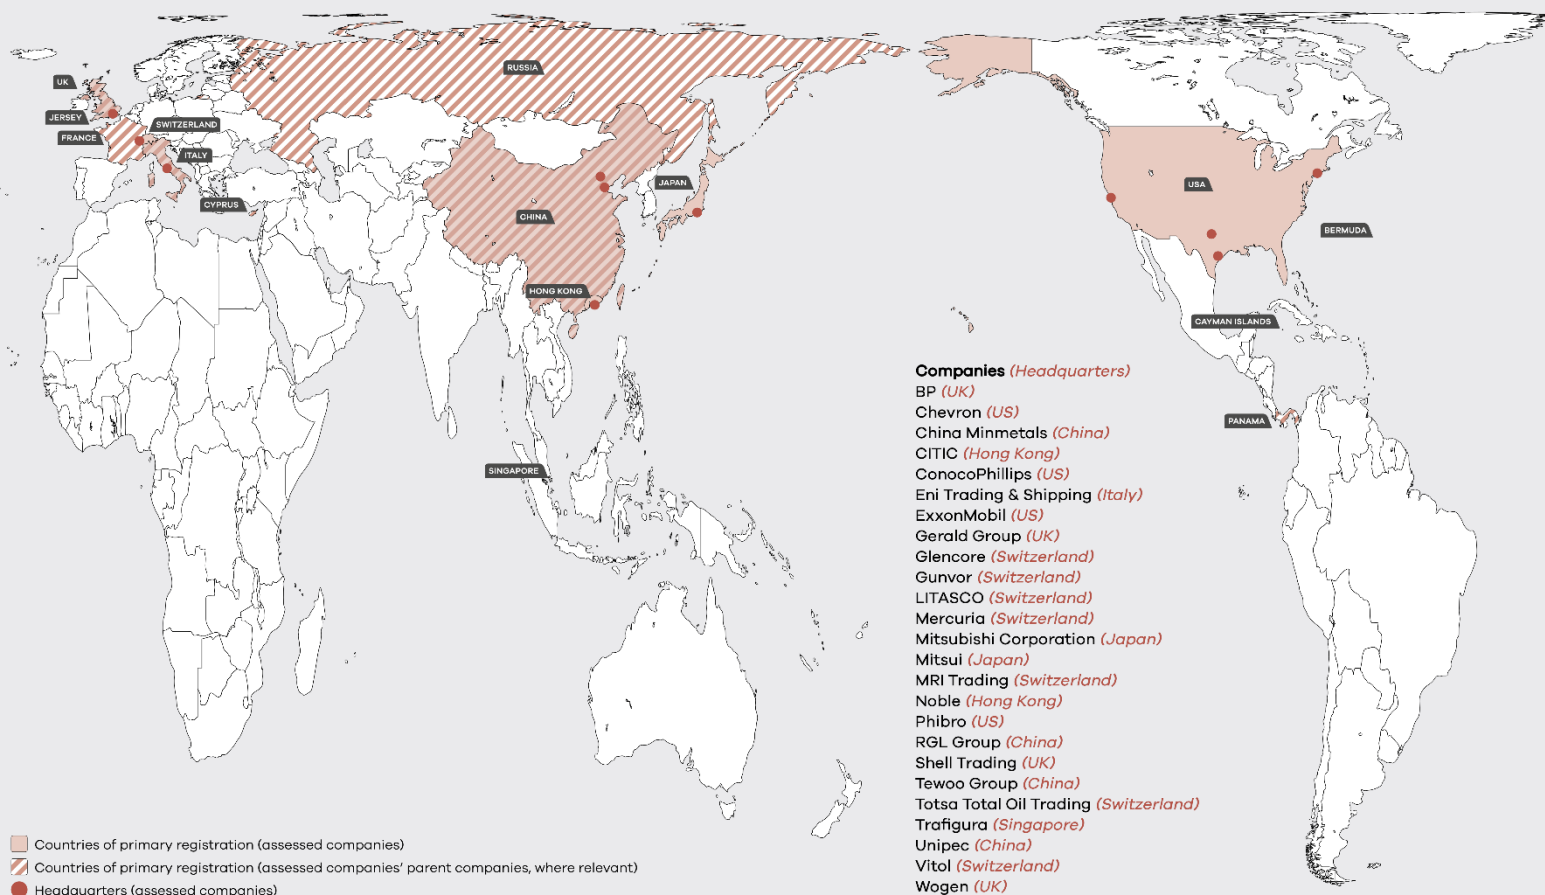 RUSSIA
UK
JERSEY
SWITZERLAND
FRANCE
ITALY
CYPRUS
JAPAN
CHINA
HONG KONG
SINGAPORE
USA
BERMUDA
CAYMAN ISLANDS
PANAMA
Companies (Headquarters)
BP (UK)
Chevron (US)
China Minmetals (China)
CITIC (Hong Kong)
ConocoPhillips (US)
Eni Trading & Shipping (Italy)
ExxonMobil (US)
Gerald Group (UK)
Glencore (Switzerland)
Gunvor (Switzerland)
LITASCO (Switzerland)
Mercuria (Switzerland)
Mitsubishi Corporation (Japan)
Mitsui (Japan)
MRI Trading (Switzerland)
Noble (Hong Kong)
Phibro (US)
RGL Group (China)
Shell Trading (UK)
Tewoo Group (China)
Totsa Total Oil Trading (Switzerland)
Trafigura (Singapore)
Unipec (China)
Vitol (Switzerland)
Wogen (UK)
Countries of primary registration (assessed companies)
Countries of primary registration (assessed companies' parent companies, where relevant)
Headquarters (assessed companies)